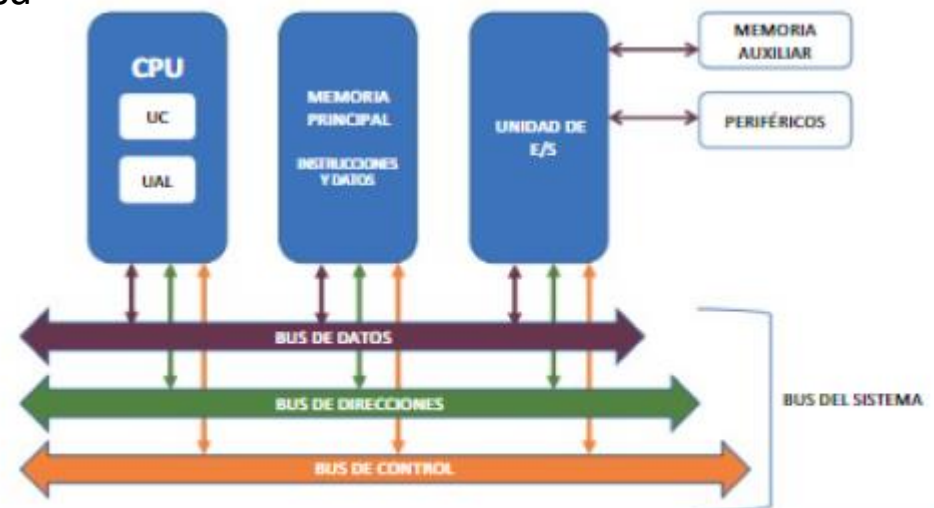 CPU
UC
UAL
MEMORIA
PRINCIPAL
INSTRUCCIONES
Y DATOS
UNIDAD DE
E/S
MEMORIA
AUXILIAR
PERIFÉRICOS
BUS DE DATOS
BUS DE DIRECCIONES
BUS DE CONTROL
BUS DEL SISTEMA